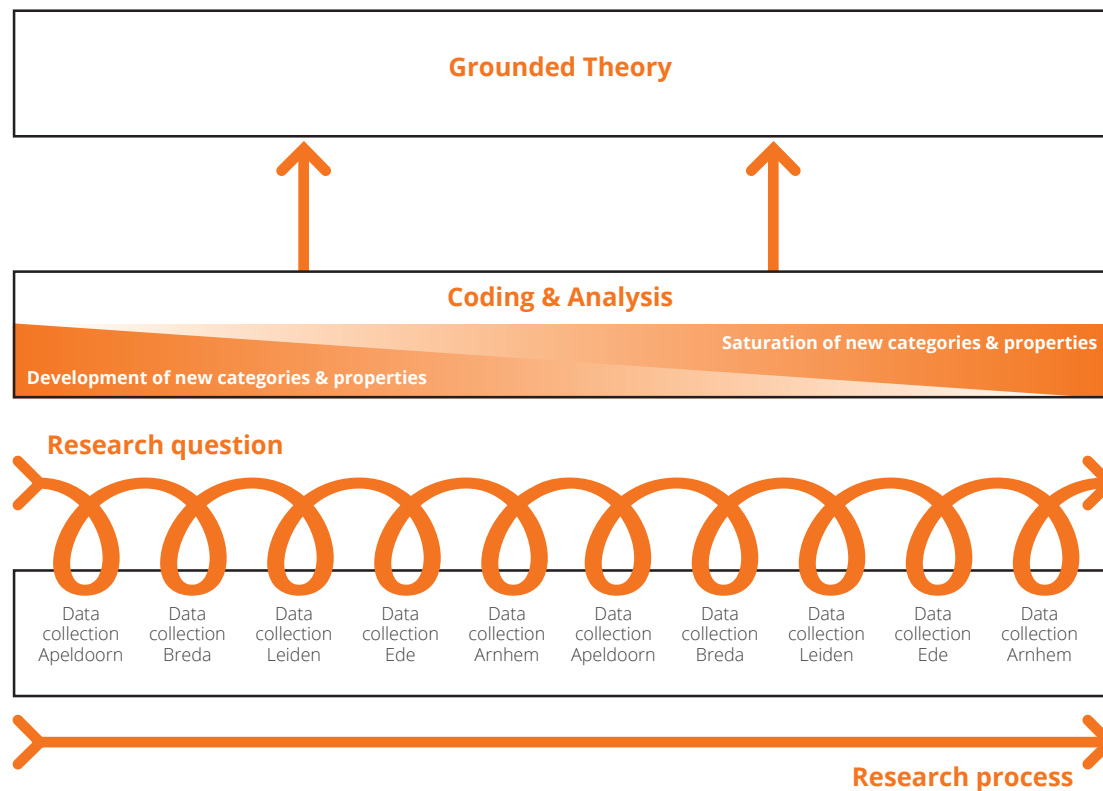 Grounded Theory
Coding & Analysis
Saturation of new categories & properties
Development of new categories & properties
Research question
Data
collection
Apeldoorn
Data
collection
Breda
Data
collection
Leiden
Data
collection
Ede
Data
collection
Arnhem
Data
collection
Apeldoorn
Data
collection
Breda
Data
collection
Leiden
Data
collection
Ede
Data
collection
Arnhem
Research process